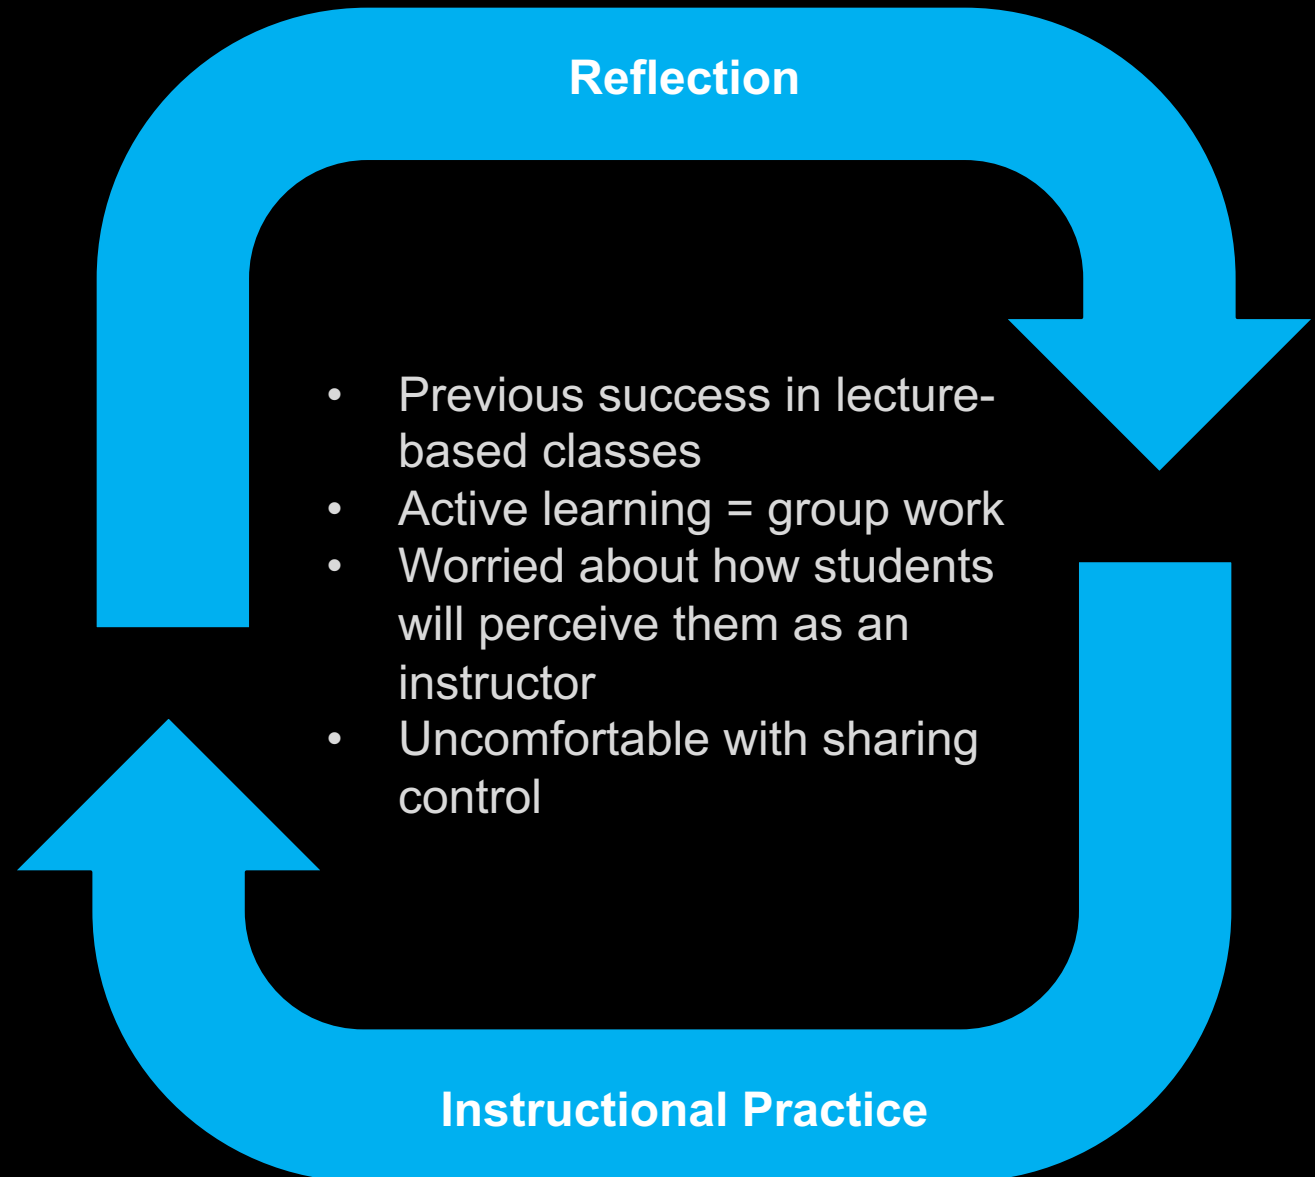 Reflection
• Previous success in lecture-
based classes
• Active learning = group work
• Worried about how students
will perceive them as an
instructor
• Uncomfortable with sharing
control
Instructional Practice